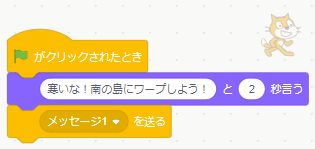 がクリックされたとき
寒いな！南の島にワープしよう！ と 2 秒言う
メッセージ1 を送る